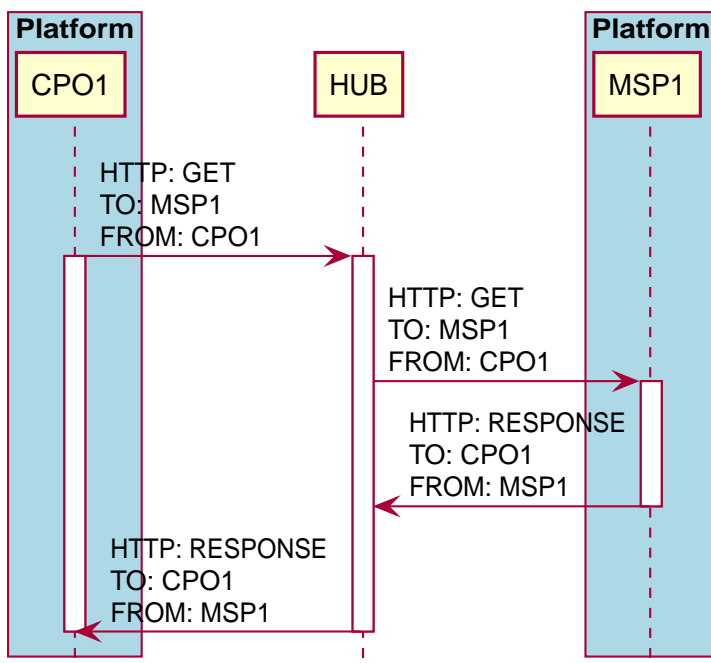 Platform
Platform
CPO1
HUB
MSP1
HTTP: GET
TO: MSP1
FROM: CPO1
HTTP: GET
TO: MSP1
FROM: CPO1
HTTP: RESPONSE
TO: CPO1
FROM: MSP1
HTTP: RESPONSE
TO: CPO1
FROM: MSP1